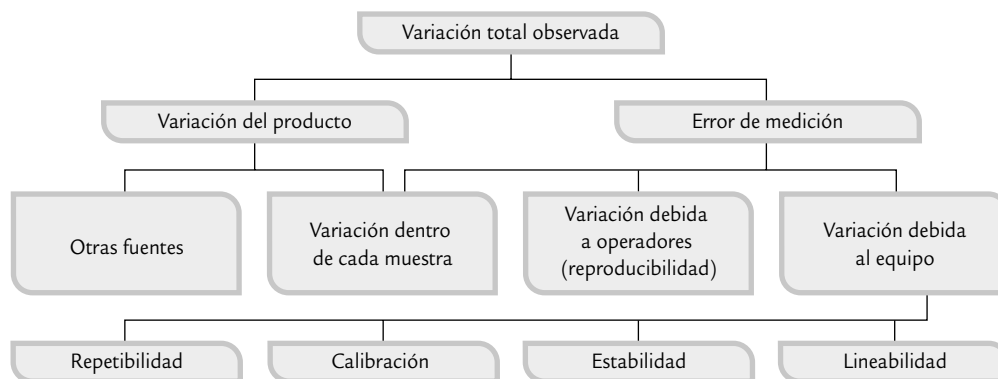 Variación total observada
Variación del producto
Error de medición
Otras fuentes
Variación dentro
de cada muestra
Variación debida
a operadores
(reproducibilidad)
Variación debida
al equipo
Repetibilidad
Calibración
Estabilidad
Lineabilidad